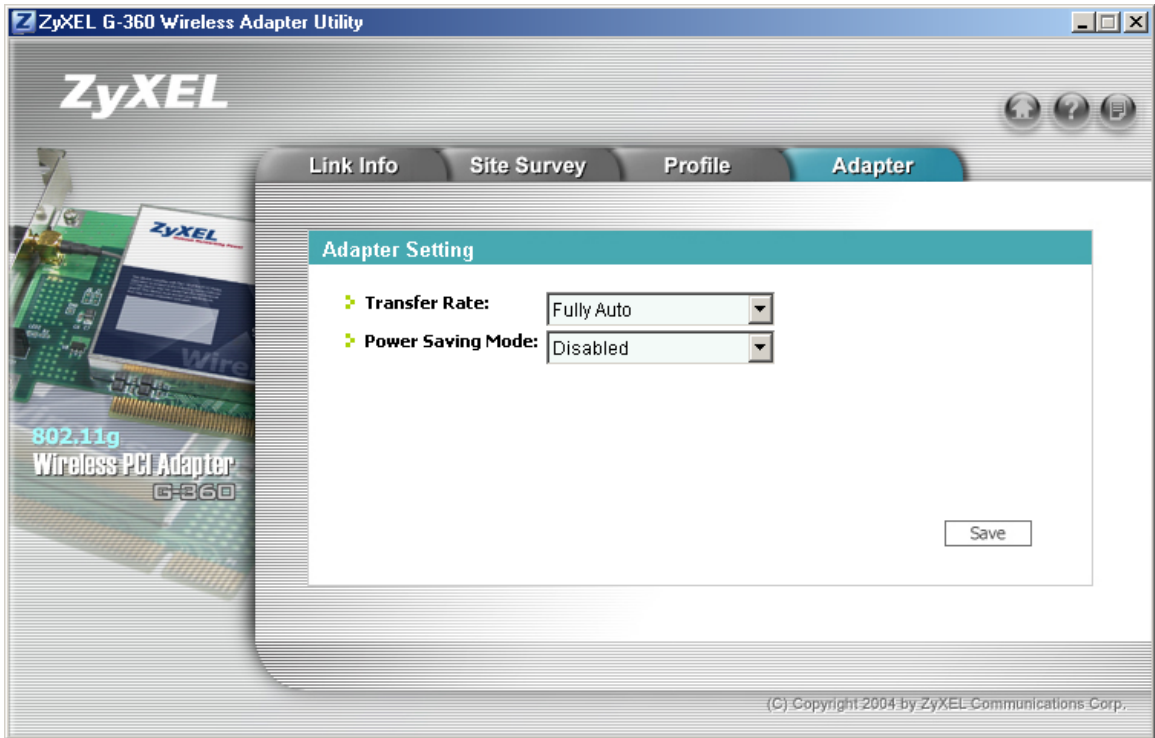 ZyXEL G-360 Wireless Adapter Utility
ZyXEL
Link Info
Site Survey
Profile
Adapter
ZyXEL
Adapter Setting
Transfer Rate:
Fully Auto
Power Saving Mode:
Disabled
Wire
802.11g
Wireless PCI Adapter
G-360
Save
(C) Copyright 2004 by ZyXEL Communications Corp.